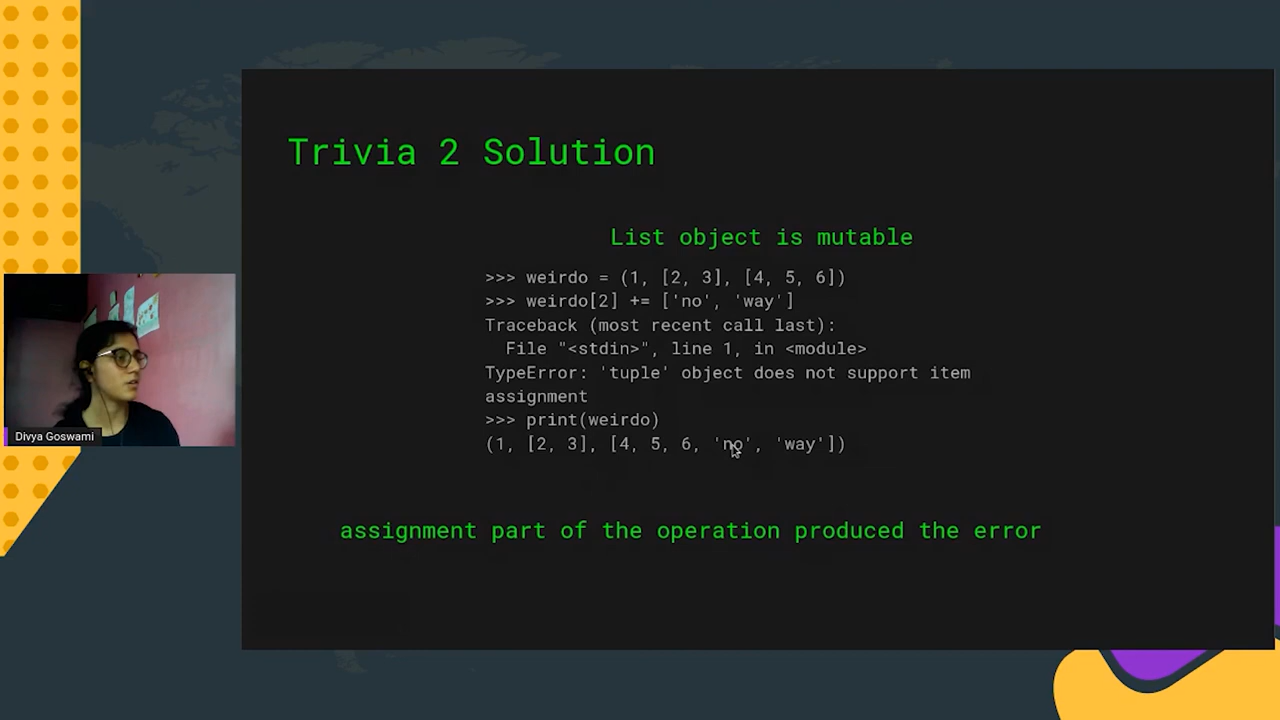 Trivia 2 Solution
List object is mutable
>>> weirdo = (1, [2, 3], [4, 5, 6])
>>> weirdo[2] += ['no', 'way']
Traceback (most recent call last):
  File "<stdin>", line 1, in <module>
TypeError: 'tuple' object does not support item
assignment
>>> print(weirdo)
(1, [2, 3], [4, 5, 6, 'no', 'way'])
assignment part of the operation produced the error
Divya Goswami